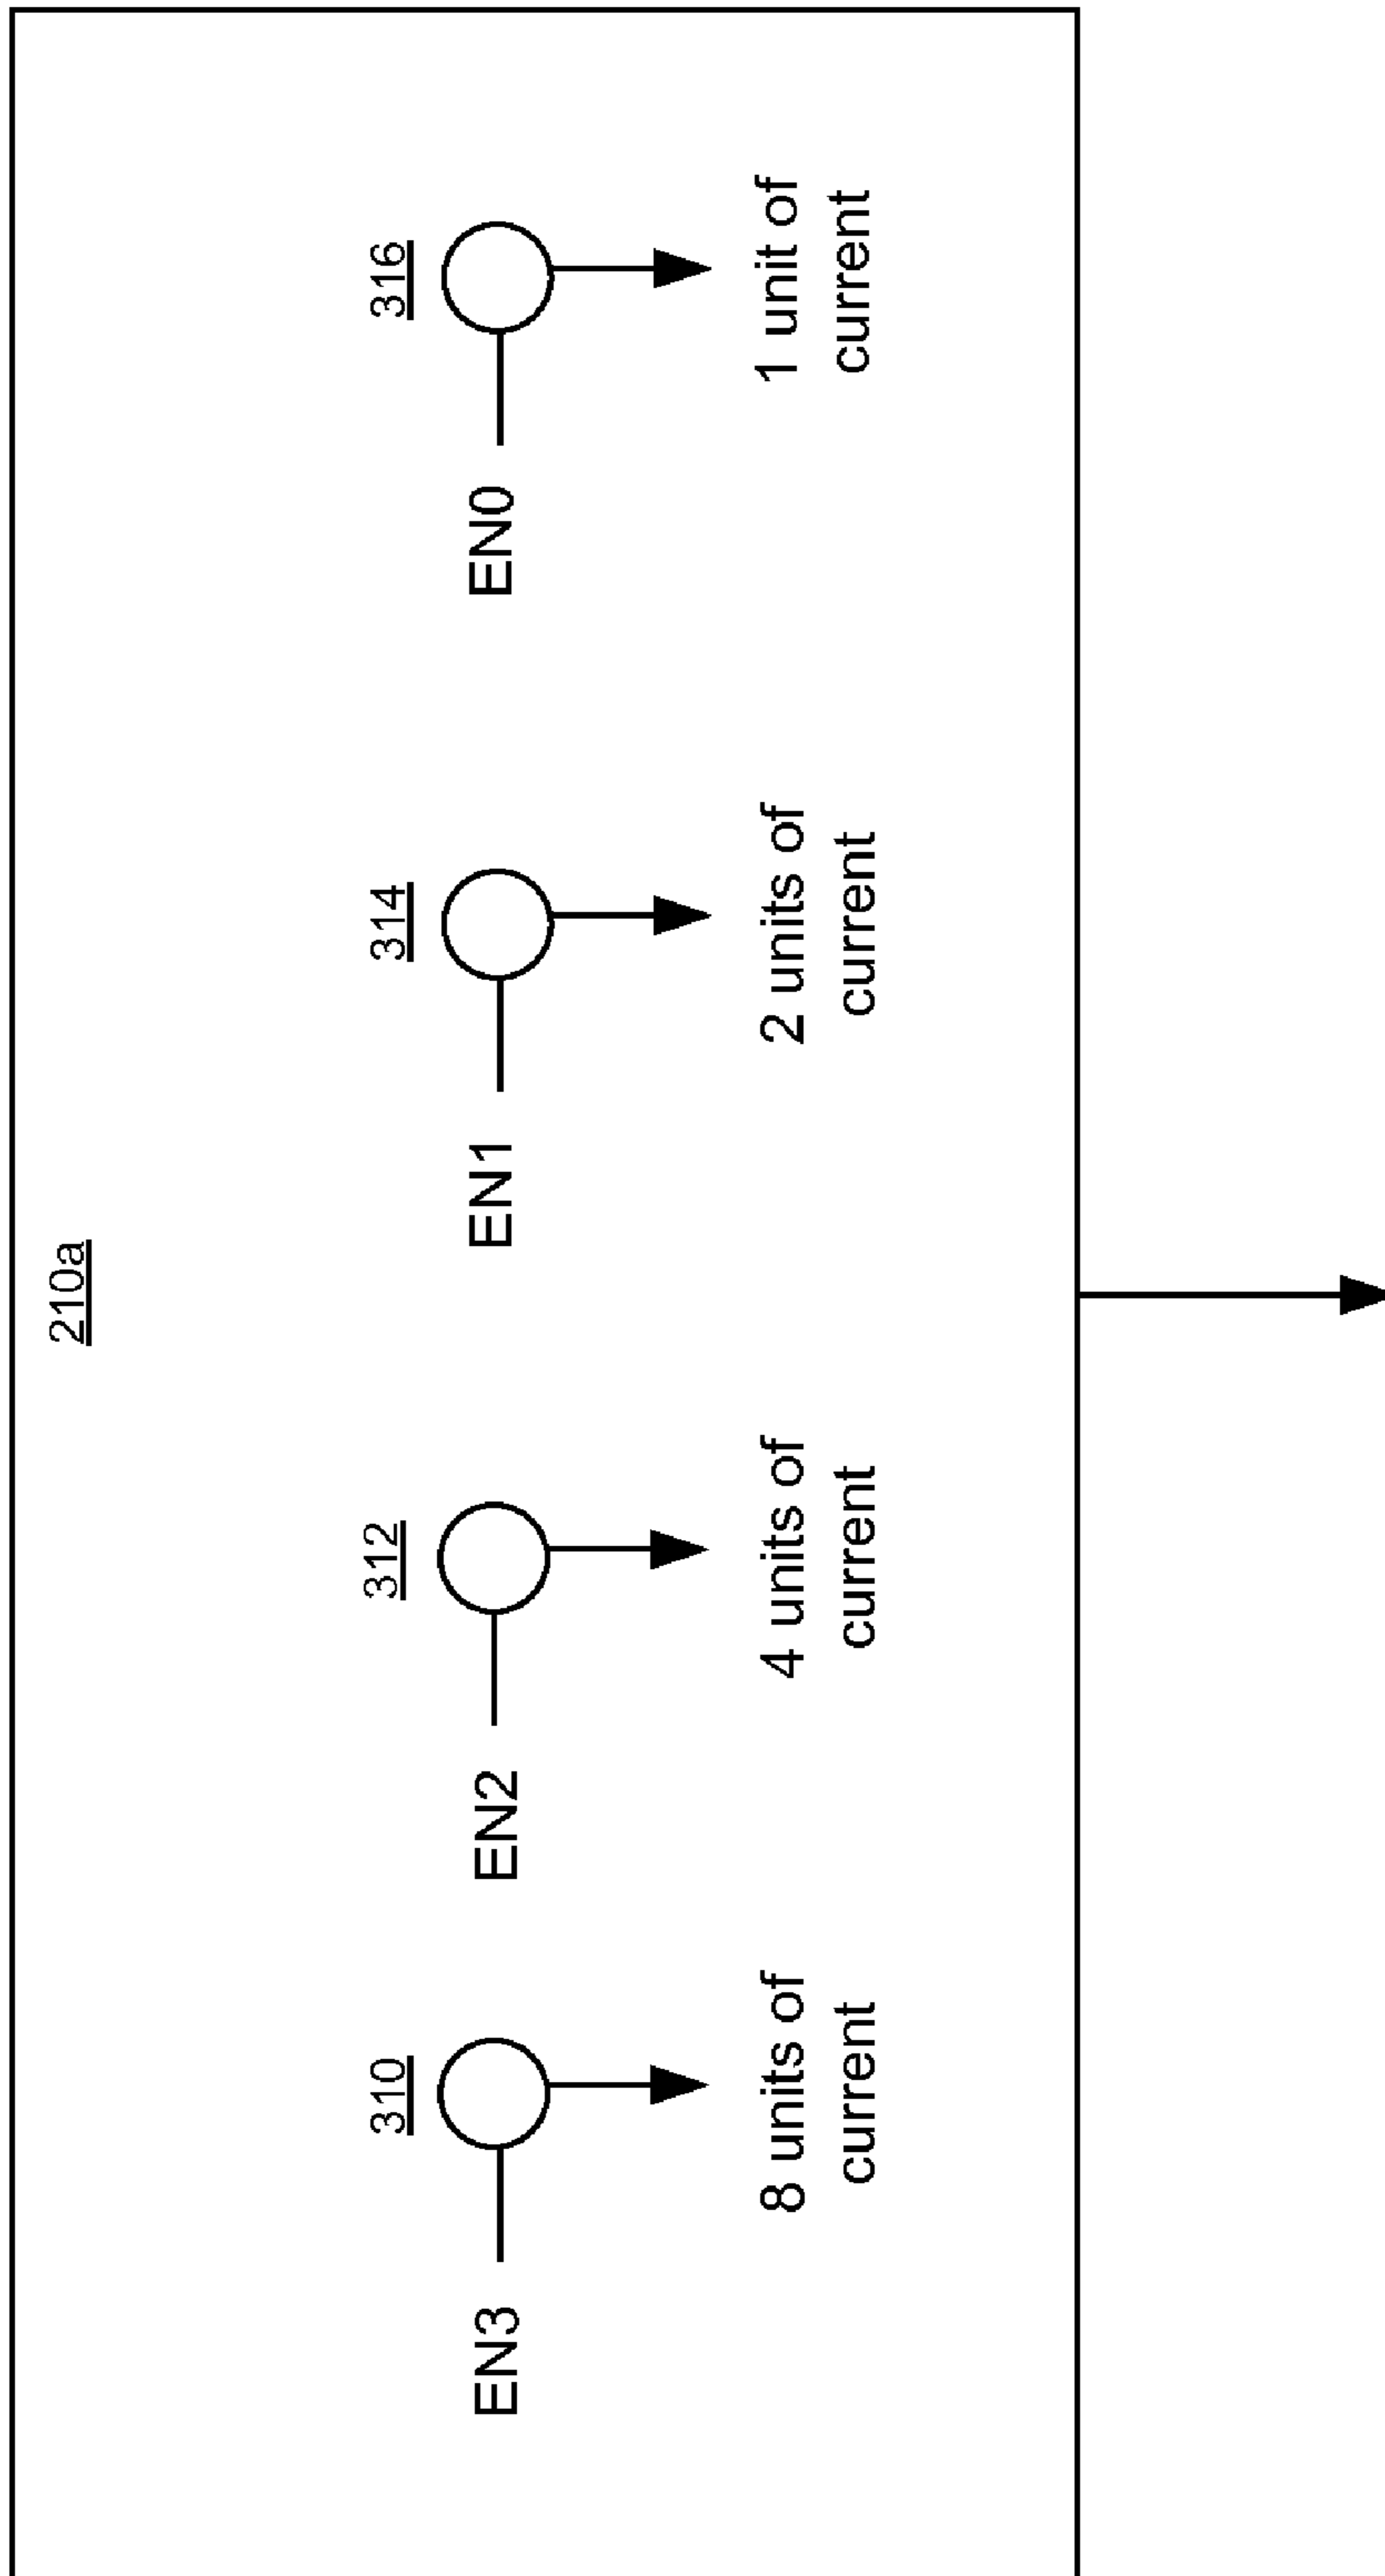 210a
310
312
314
316
EN3
EN2
EN1
EN0
8 units of
current
4 units of
current
2 units of
current
1 unit of
current